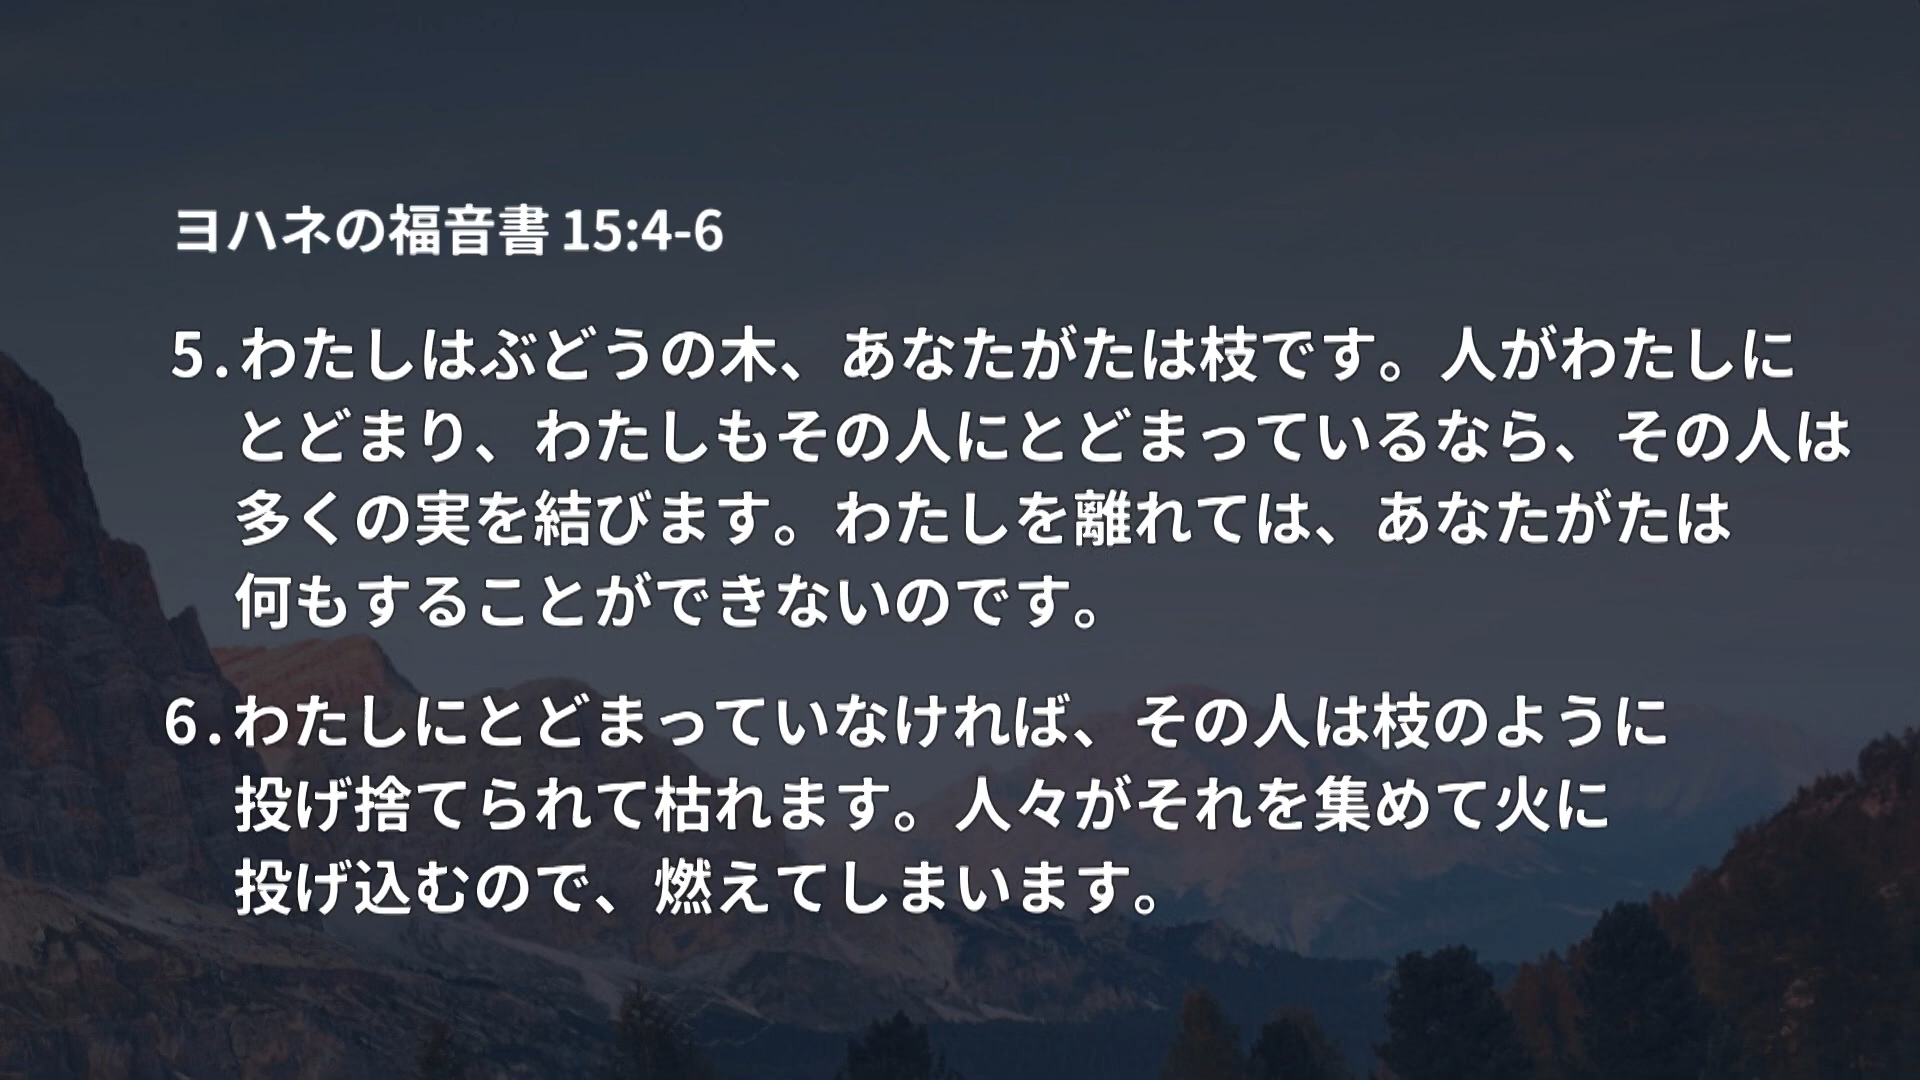 ヨハネの福音書 15:4-6
5.わたしはぶどうの木、あなたがたは枝です。人がわたしに
とどまり、わたしもその人にとどまっているなら、その人は
多くの実を結びます。わたしを離れては、あなたがたは
何もすることができないのです。
6.わたしにとどまっていなければ、その人は枝のように
投げ捨てられて枯れます。人々がそれを集めて火に
投げ込むので、燃えてしまいます。